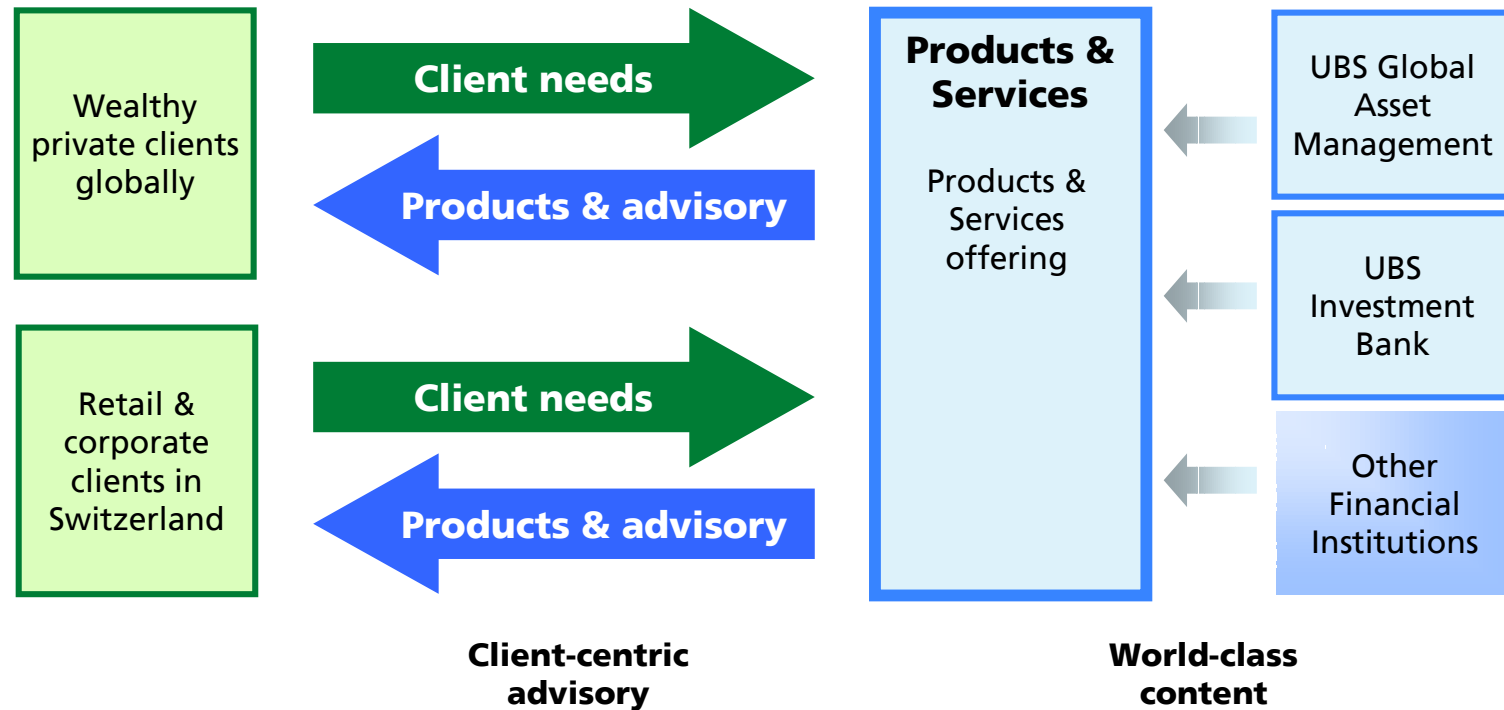 Wealthy
private clients
globally
Client needs
Products & advisory
Retail &
corporate
clients in
Switzerland
Client needs
Products & advisory
Products &
Services
Products &
Services
offering
UBS Global
Asset
Management
UBS
Investment
Bank
Other
Financial
Institutions
Client-centric
advisory
World-class
content